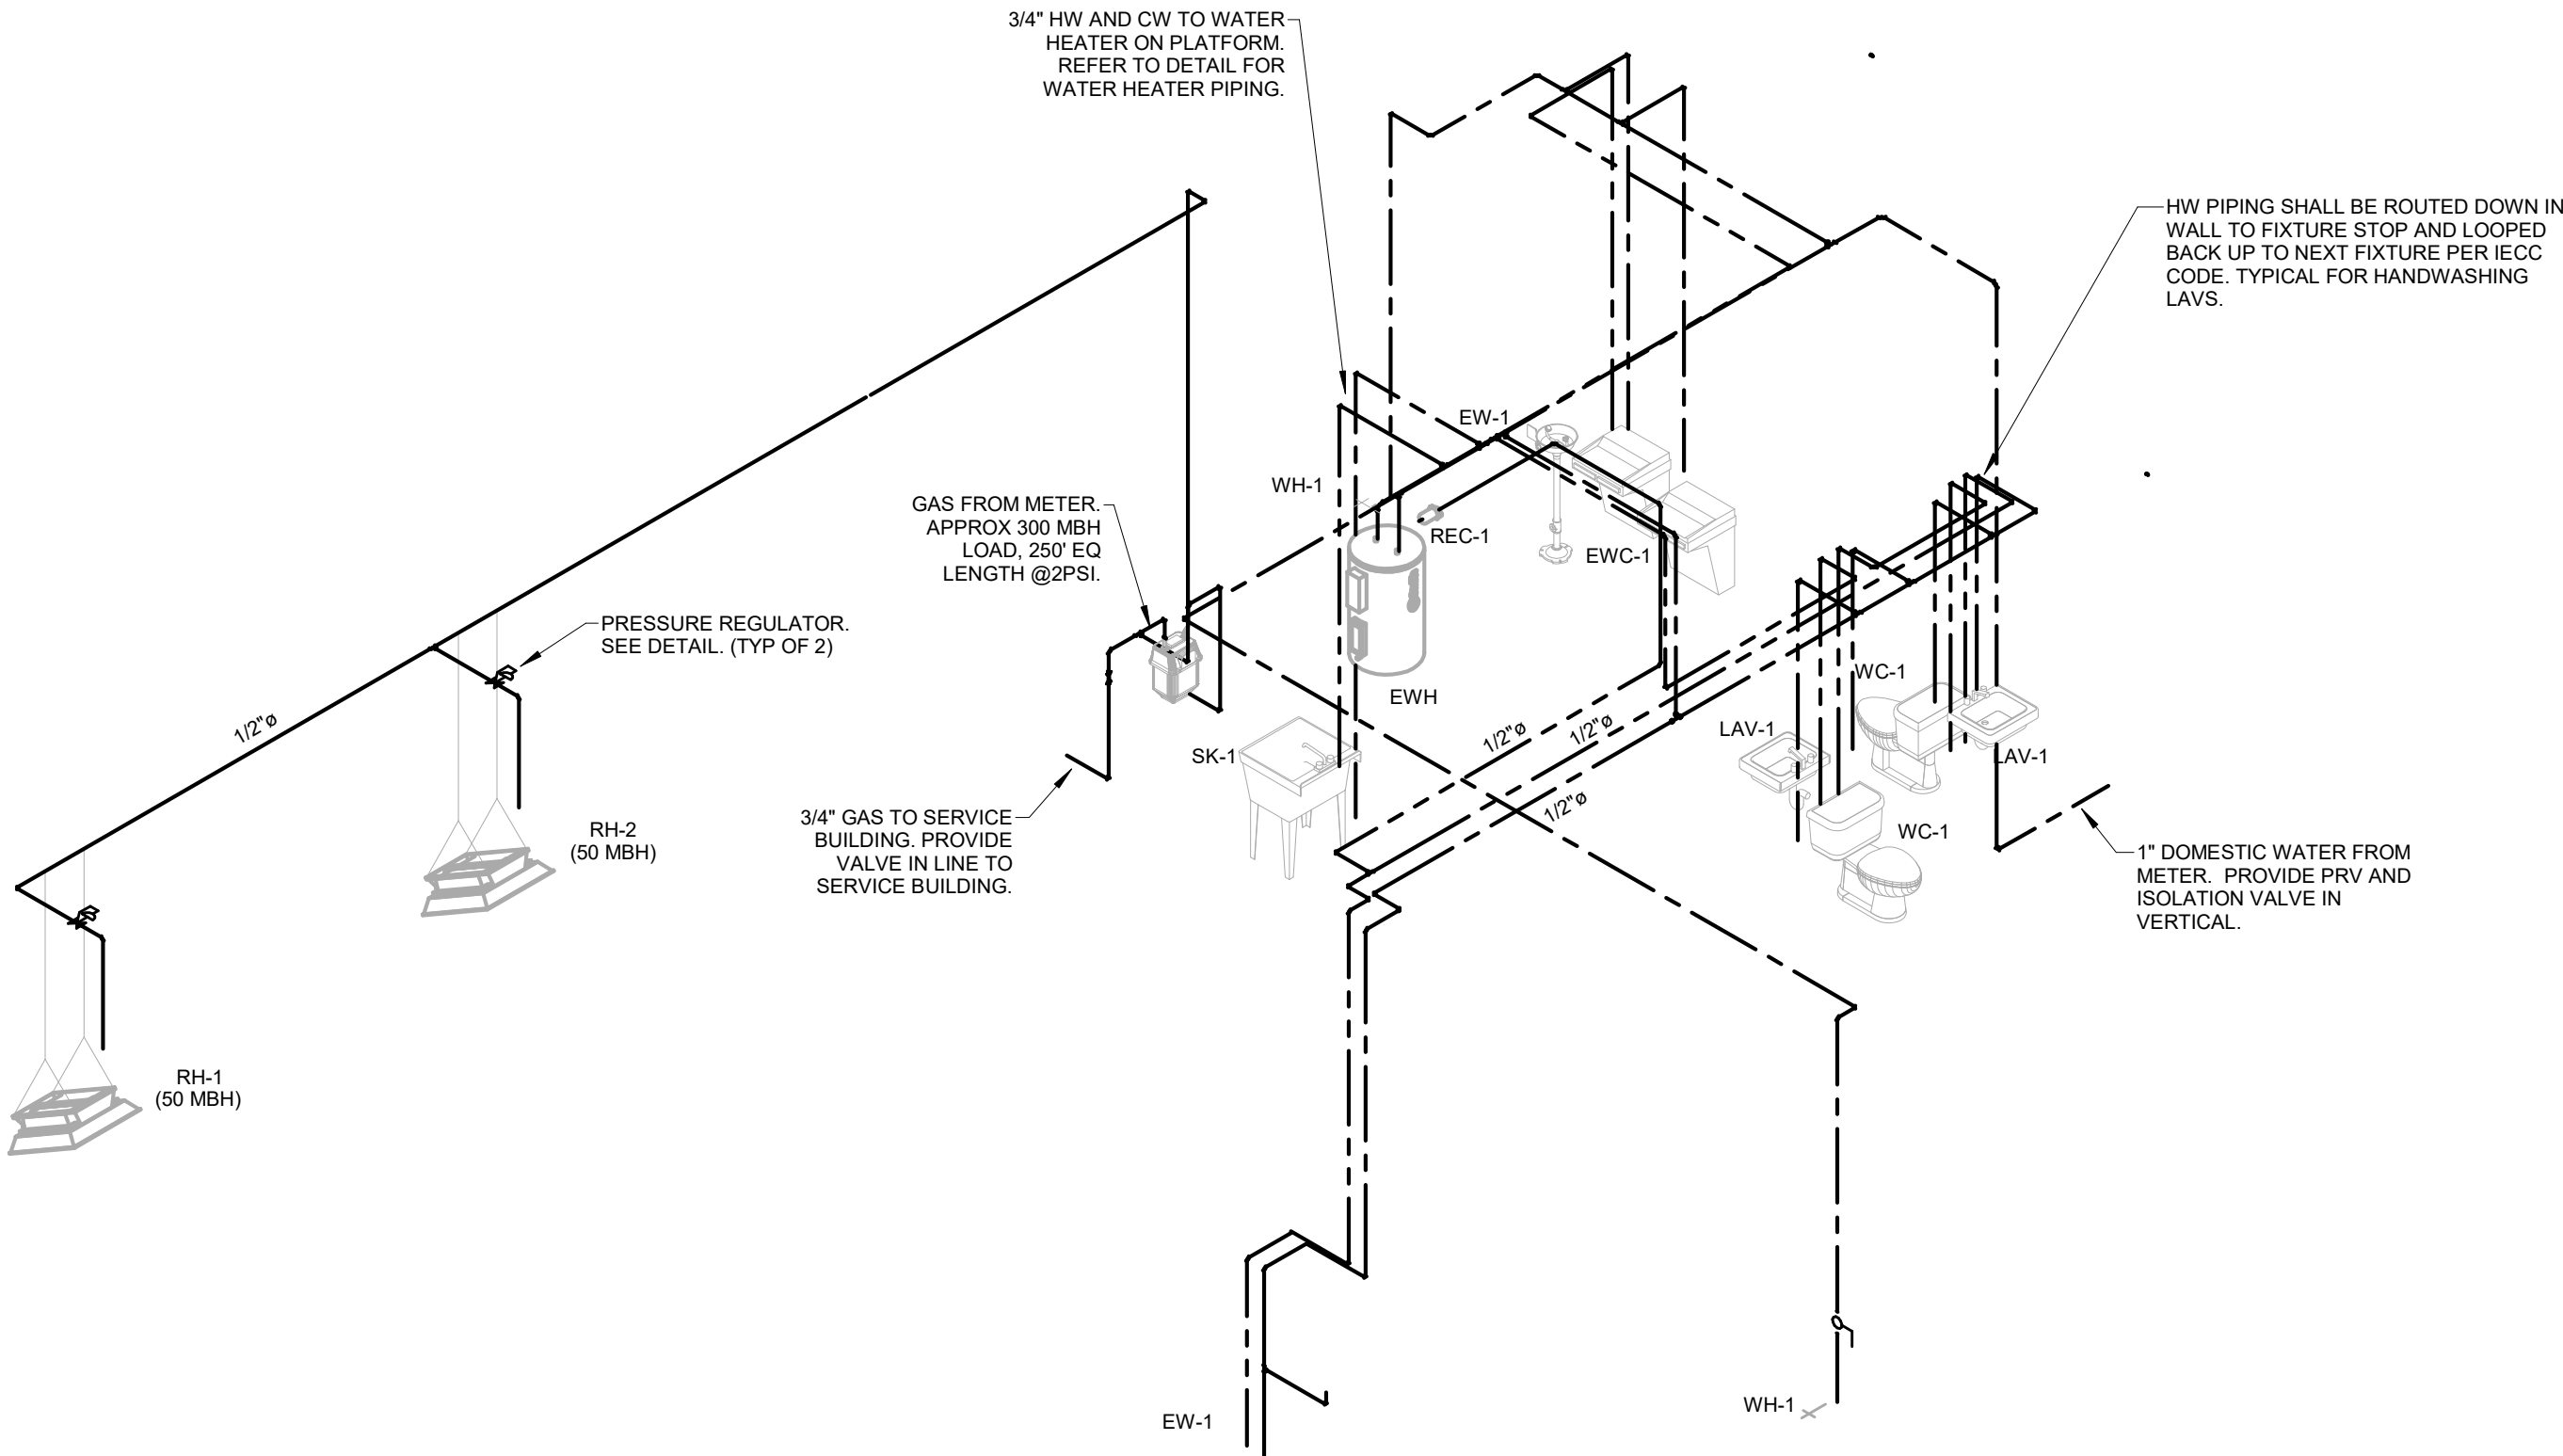 3/4" HW AND CW TO WATER
HEATER ON PLATFORM.
REFER TO DETAIL FOR
WATER HEATER PIPING.
HW PIPING SHALL BE ROUTED DOWN IN
WALL TO FIXTURE STOP AND LOOPED
BACK UP TO NEXT FIXTURE PER IECC
CODE. TYPICAL FOR HANDWASHING
LAVS.
EW-1
WH-1
GAS FROM METER.
APPROX 300 MBH
LOAD, 250' EQ
LENGTH @2PSI.
REC-1
EWC-1
PRESSURE REGULATOR.
SEE DETAIL. (TYP OF 2)
WC-1
EWH
1/2"ø
1/2"ø
1/2"ø
LAV-1
SK-1
LAV-1
1/2"ø
3/4" GAS TO SERVICE
BUILDING. PROVIDE
VALVE IN LINE TO
SERVICE BUILDING.
RH-2
(50 MBH)
WC-1
1" DOMESTIC WATER FROM
METER. PROVIDE PRV AND
ISOLATION VALVE IN
VERTICAL.
RH-1
(50 MBH)
WH-1
EW-1